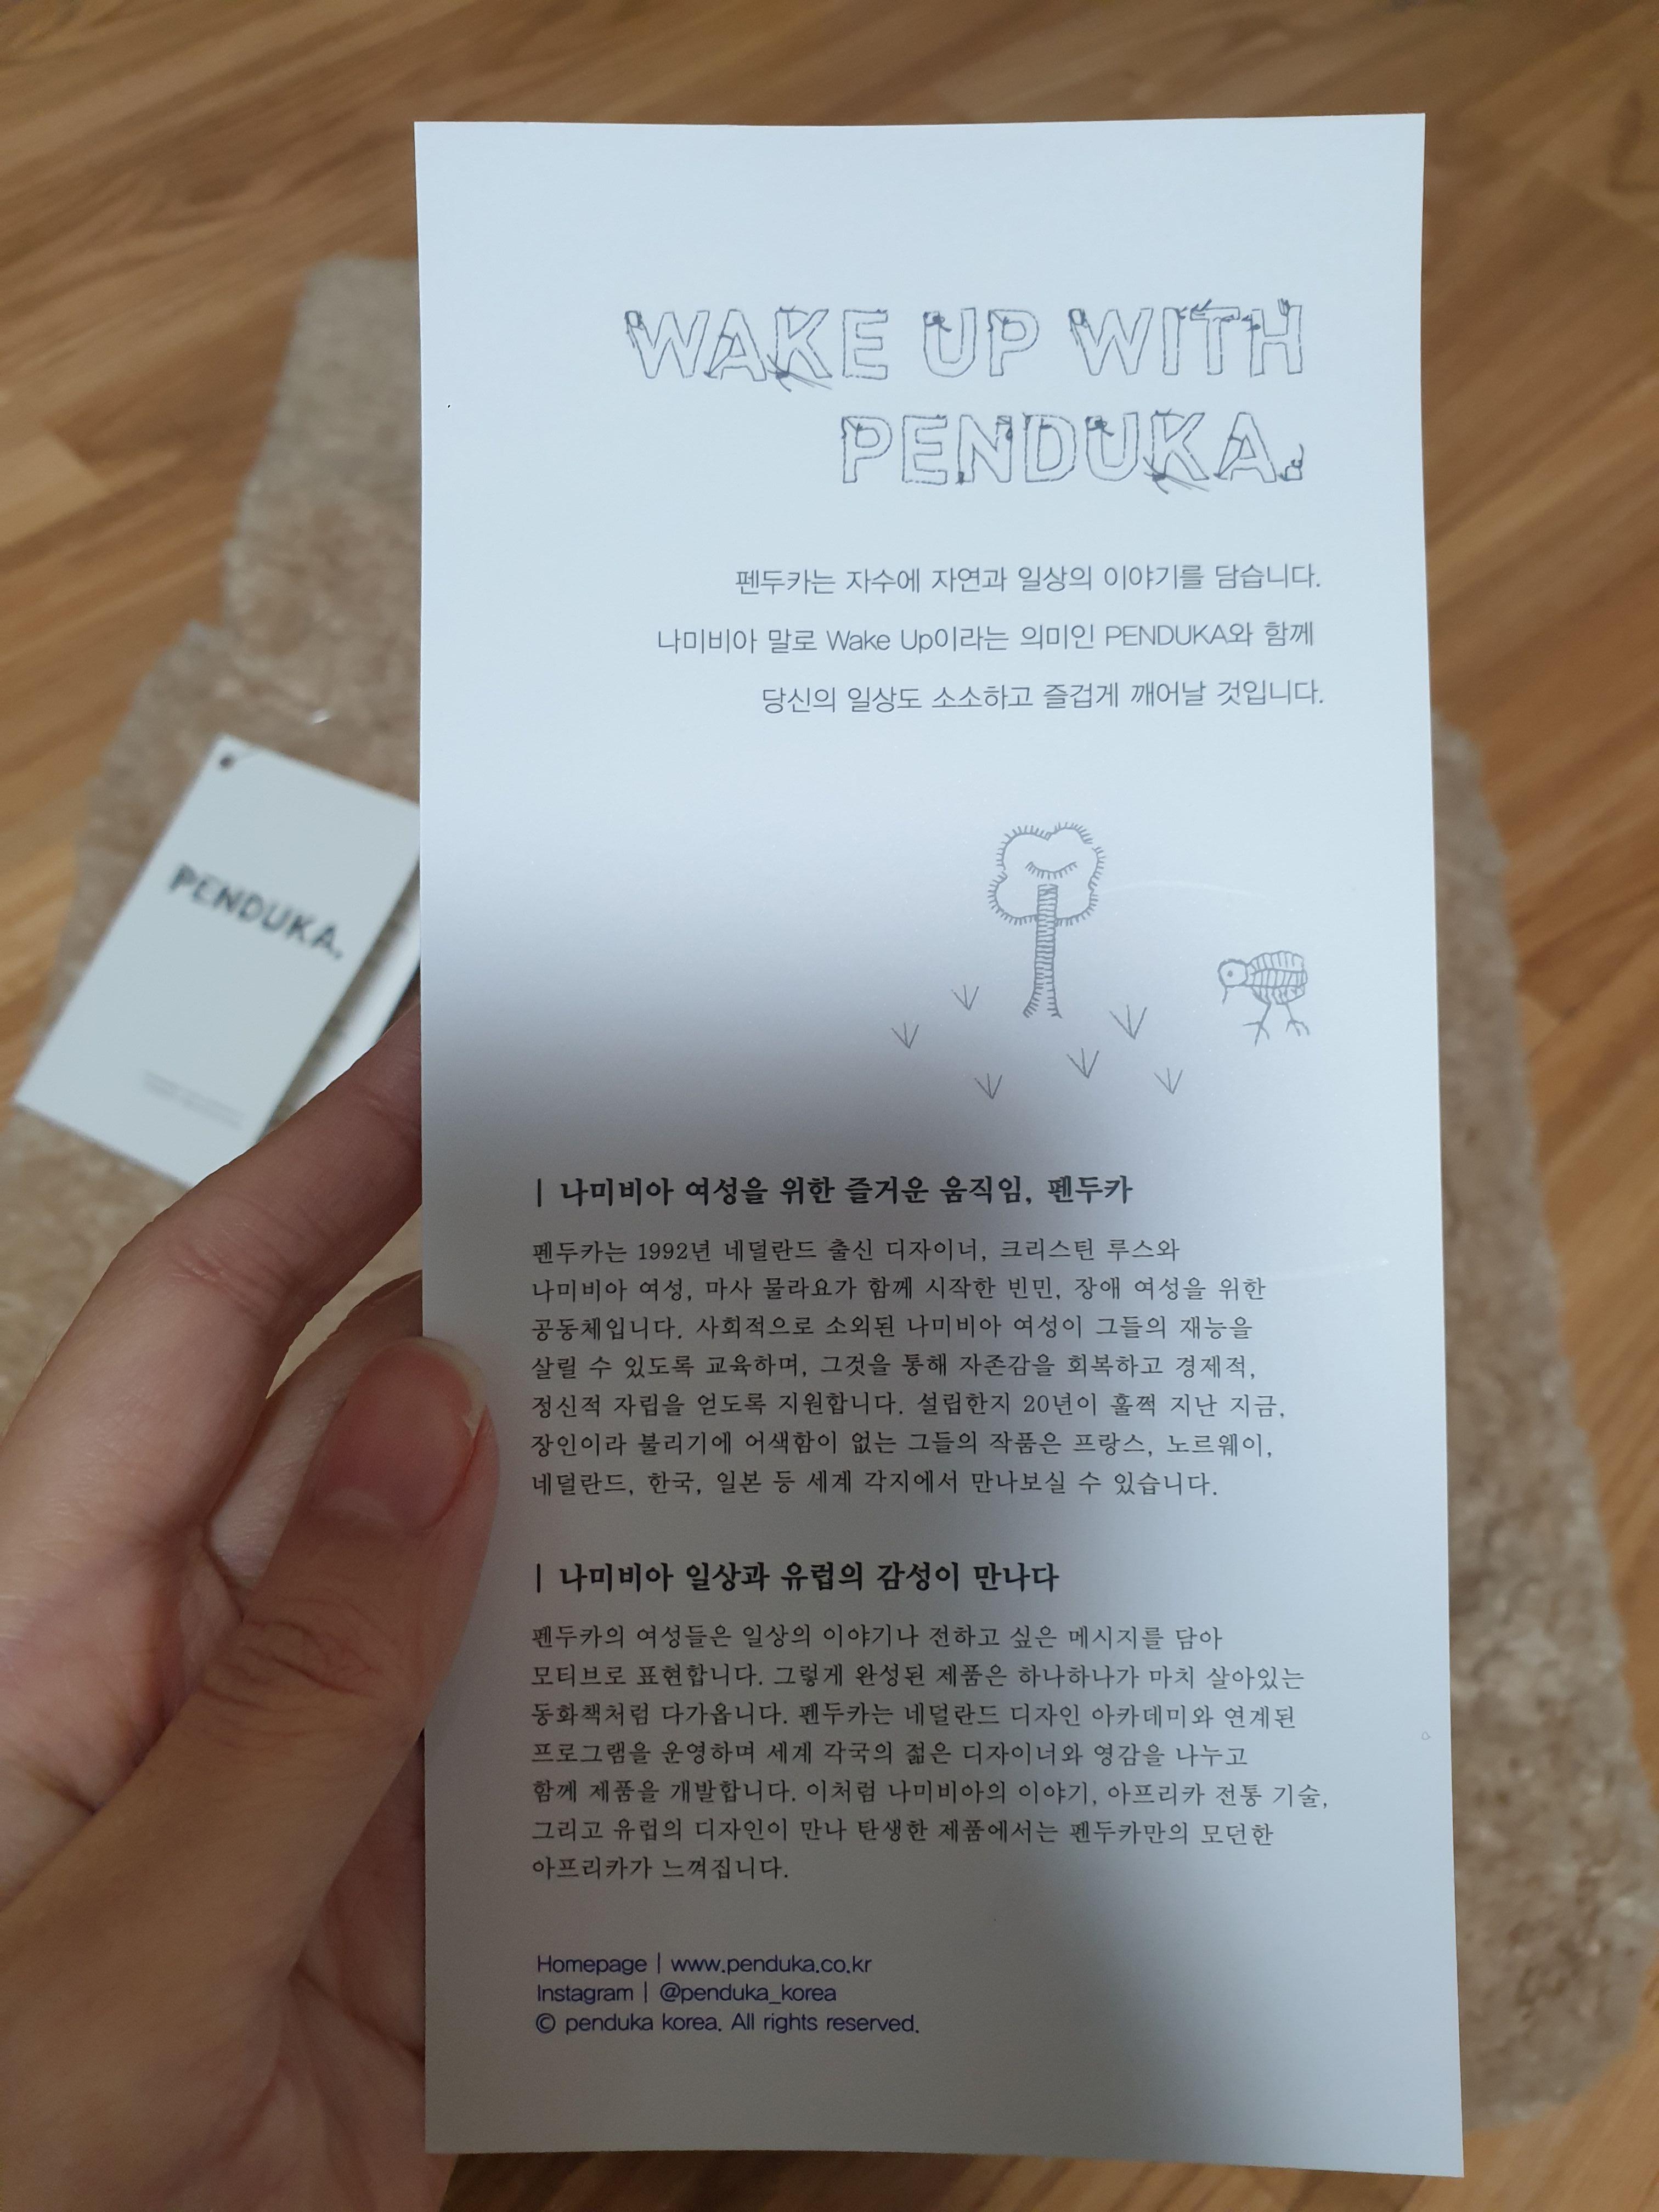 WAKE UP WITH
PENDUKA.
펜두카는 자수에 자연과 일상의 이야기를 담습니다.
나미비아 말로 Wake Up이라는 의미인 PENDUKA와 함께
당신의 일상도 소소하고 즐겁게 깨어날 것입니다.
PENDUKA.
| 나미비아 여성을 위한 즐거운 움직임, 펜두카
펜두카는 1992년 네덜란드 출신 디자이너, 크리스틴 루스와
나미비아 여성, 마사 물라요가 함께 시작한 빈민, 장애 여성을 위한
공동체입니다. 사회적으로 소외된 나미비아 여성이 그들의 재능을
살릴 수 있도록 교육하며, 그것을 통해 자존감을 회복하고 경제적,
정신적 자립을 얻도록 지원합니다. 설립한지 20년이 훌쩍 지난 지금,
장인이라 불리기에 어색함이 없는 그들의 작품은 프랑스, 노르웨이,
네덜란드, 한국, 일본 등 세계 각지에서 만나보실 수 있습니다.
| 나미비아 일상과 유럽의 감성이 만나다
펜두카의 여성들은 일상의 이야기나 전하고 싶은 메시지를 담아
모티브로 표현합니다. 그렇게 완성된 제품은 하나하나가 마치 살아있는
동화책처럼 다가옵니다. 펜두카는 네덜란드 디자인 아카데미와 연계된
프로그램을 운영하며 세계 각국의 젊은 디자이너와 영감을 나누고
함께 제품을 개발합니다. 이처럼 나미비아의 이야기, 아프리카 전통 기술,
그리고 유럽의 디자인이 만나 탄생한 제품에서는 펜두카만의 모던한
아프리카가 느껴집니다.
Homepage | www.penduka.co.kr
Instagram | @penduka_korea
© penduka korea. All rights reserved.